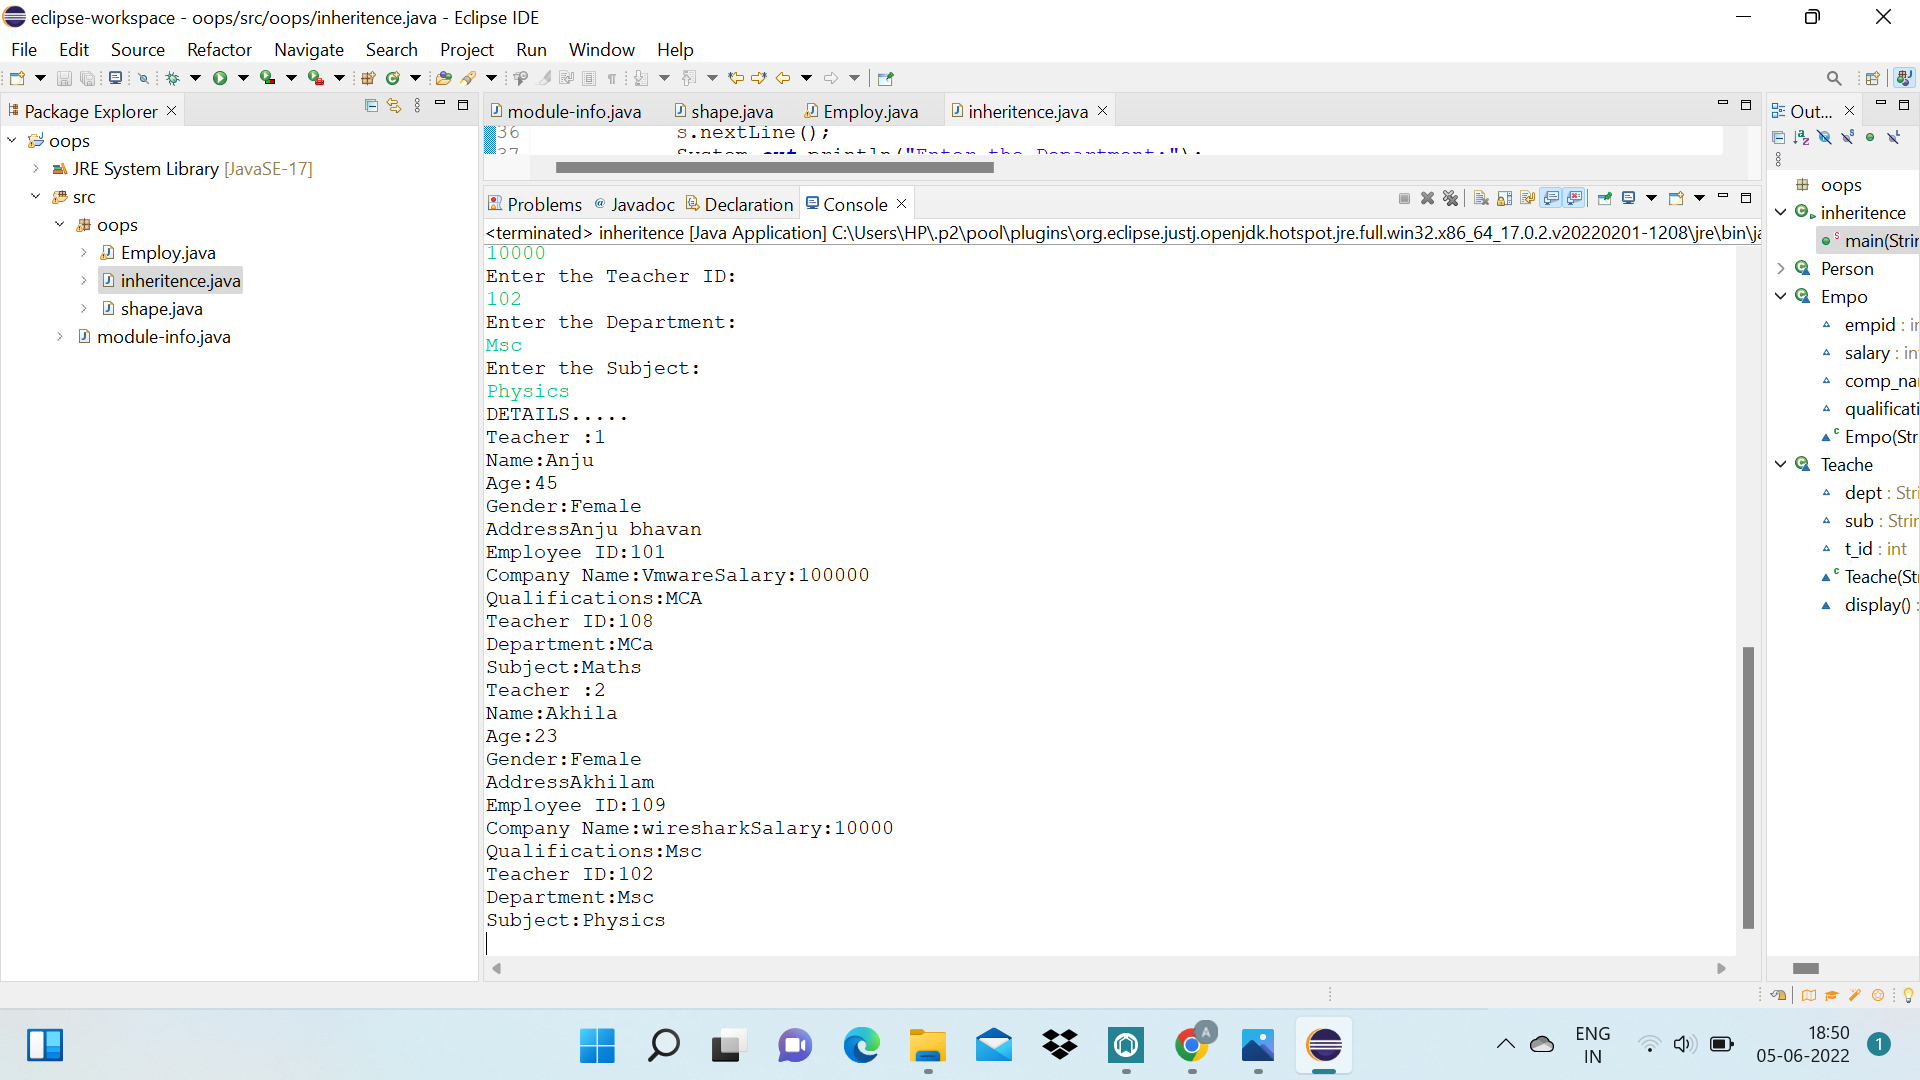 eclipse-workspace - oops/src/oops/inheritence.java - Eclipse IDE
File Edit Source Refactor Navigate Search Project Run Window Help
Package Explorer
oops
JRE System Library [JavaSE-17]
src
oops
Employ.java
inheritence.java
shape.java
module-info.java
module-info.java shape.java Employ.java inheritence.java
36 s.nextLine();
37 System.out.println("Enter the Department:");
Problems Javadoc Declaration Console
<terminated> inheritence [Java Application] C:\Users\HP\.p2\pool\plugins\org.eclipse.justj.openjdk.hotspot.jre.full.win32.x86_64_17.0.2.v20220201-1208\jre\bin\ja
10000
Enter the Teacher ID:
102
Enter the Department:
Msc
Enter the Subject:
Physics
DETAILS.....
Teacher :1
Name:Anju
Age:45
Gender:Female
AddressAnju bhavan
Employee ID:101
Company Name:VmwareSalary:100000
Qualifications:MCA
Teacher ID:108
Department:MCa
Subject:Maths
Teacher :2
Name:Akhila
Age:23
Gender:Female
AddressAkhilam
Employee ID:109
Company Name:wiresharkSalary:10000
Qualifications:Msc
Teacher ID:102
Department:Msc
Subject:Physics
Out...
oops
inheritence
main(Strin
Person
Empo
empid : in
salary : in
comp_na
qualificati
Empo(Str
Teache
dept : Stri
sub : Strin
t_id : int
Teache(St
display() :
ENG
IN
18:50
05-06-2022
1
A